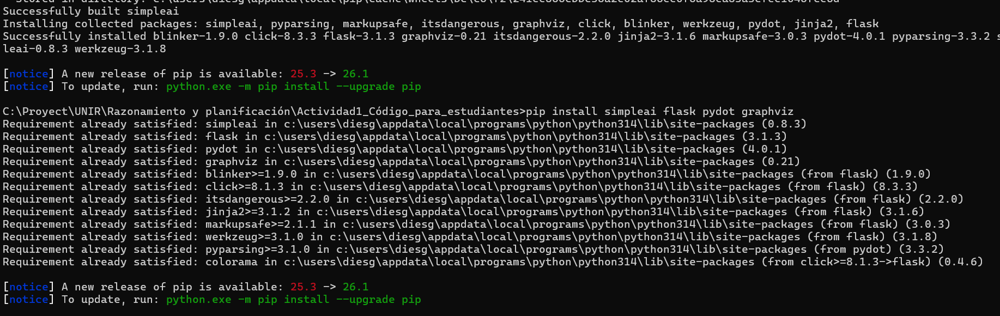 Successfully built simpleai
Installing collected packages: simpleai, pyparsing, markupsafe, itsdangerous, graphviz, click, blinker, werkzeug, pydot, jinja2, flask
Successfully installed blinker-1.9.0 click-8.3.3 flask-3.1.3 graphviz-0.21 itsdangerous-2.2.0 jinja2-3.1.6 markupsafe-3.0.3 pydot-4.0.1 pyparsing-3.3.2 s
leai-0.8.3 werkzeug-3.1.8
[notice] A new release of pip is available: 25.3 -> 26.1
[notice] To update, run: python.exe -m pip install --upgrade pip
C:\Proyect\UNIR\Razonamiento y planificación\Actividad1_Código_para_estudiantes>pip install simpleai flask pydot graphviz
Requirement already satisfied: simpleai in c:\users\diesg\appdata\local\programs\python\python314\lib\site-packages (0.8.3)
Requirement already satisfied: flask in c:\users\diesg\appdata\local\programs\python\python314\lib\site-packages (3.1.3)
Requirement already satisfied: pydot in c:\users\diesg\appdata\local\programs\python\python314\lib\site-packages (4.0.1)
Requirement already satisfied: graphviz in c:\users\diesg\appdata\local\programs\python\python314\lib\site-packages (0.21)
Requirement already satisfied: blinker>=1.9.0 in c:\users\diesg\appdata\local\programs\python\python314\lib\site-packages (from flask) (1.9.0)
Requirement already satisfied: click>=8.1.3 in c:\users\diesg\appdata\local\programs\python\python314\lib\site-packages (from flask) (8.3.3)
Requirement already satisfied: itsdangerous>=2.2.0 in c:\users\diesg\appdata\local\programs\python\python314\lib\site-packages (from flask) (2.2.0)
Requirement already satisfied: jinja2>=3.1.2 in c:\users\diesg\appdata\local\programs\python\python314\lib\site-packages (from flask) (3.1.6)
Requirement already satisfied: markupsafe>=2.1.1 in c:\users\diesg\appdata\local\programs\python\python314\lib\site-packages (from flask) (3.0.3)
Requirement already satisfied: werkzeug>=3.1.0 in c:\users\diesg\appdata\local\programs\python\python314\lib\site-packages (from flask) (3.1.8)
Requirement already satisfied: pyparsing>=3.1.0 in c:\users\diesg\appdata\local\programs\python\python314\lib\site-packages (from pydot) (3.3.2)
Requirement already satisfied: colorama in c:\users\diesg\appdata\local\programs\python\python314\lib\site-packages (from click>=8.1.3->flask) (0.4.6)
[notice] A new release of pip is available: 25.3 -> 26.1
[notice] To update, run: python.exe -m pip install --upgrade pip